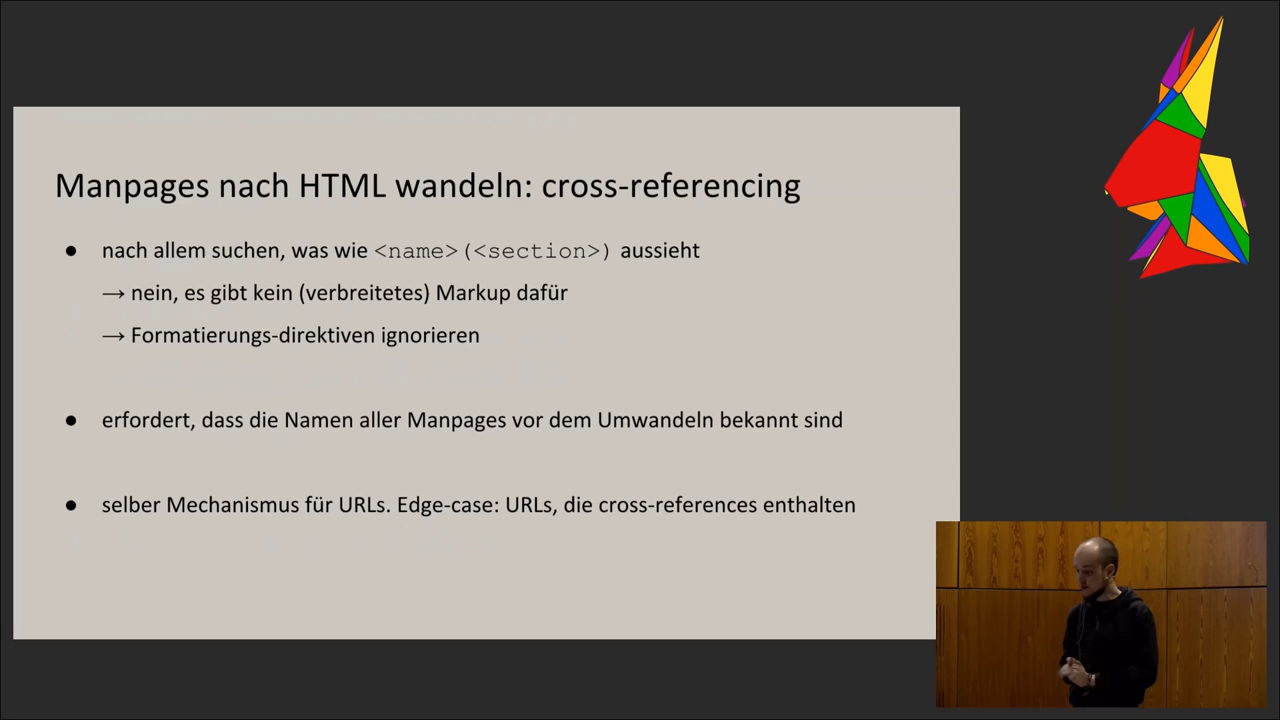 Manpages nach HTML wandeln: cross-referencing
● nach allem suchen, was wie <name>(<section>) aussieht
→ nein, es gibt kein (verbreitetes) Markup dafür
→ Formatierungs-direktiven ignorieren
● erfordert, dass die Namen aller Manpages vor dem Umwandeln bekannt sind
● selber Mechanismus für URLs. Edge-case: URLs, die cross-references enthalten